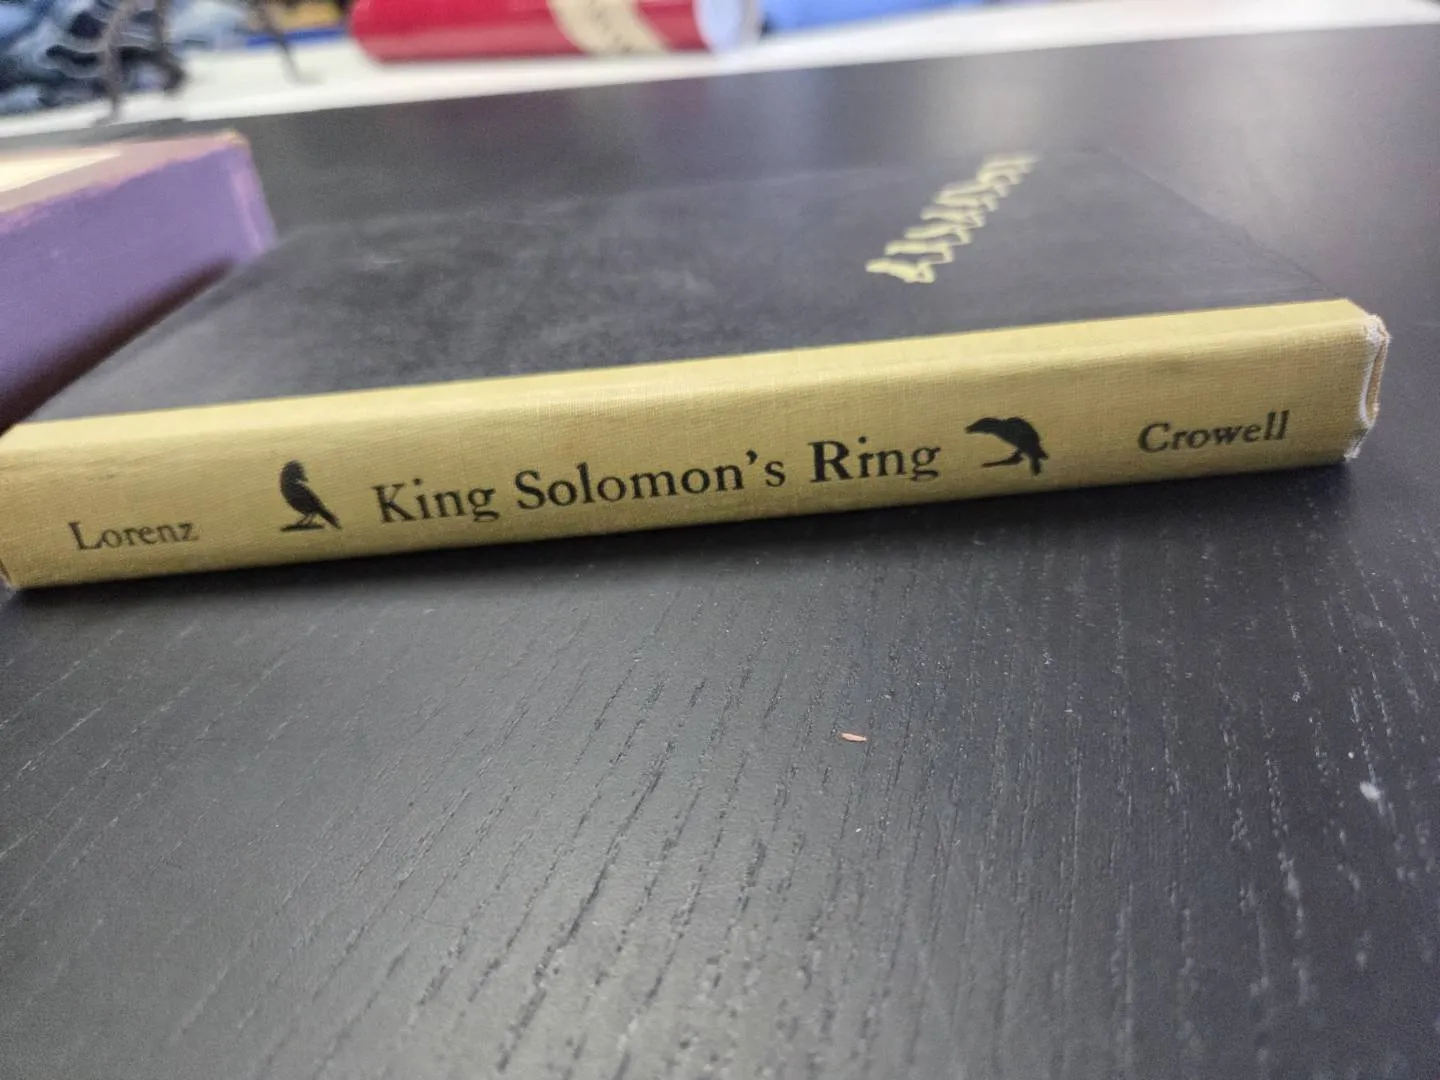 Lorenz
King Solomon's Ring
Crowell